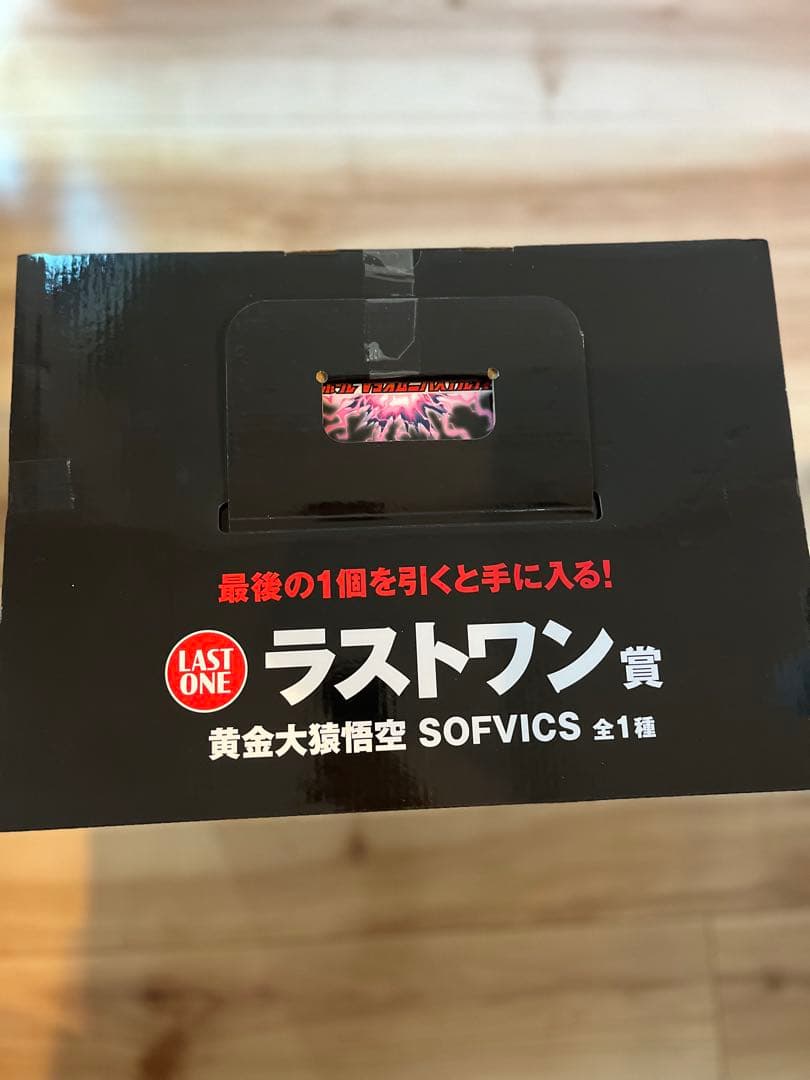 最後の1個を引くと手に入る!
LAST
ONE
ラストワン賞
黄金大猿悟空 SOFVICS 全1種